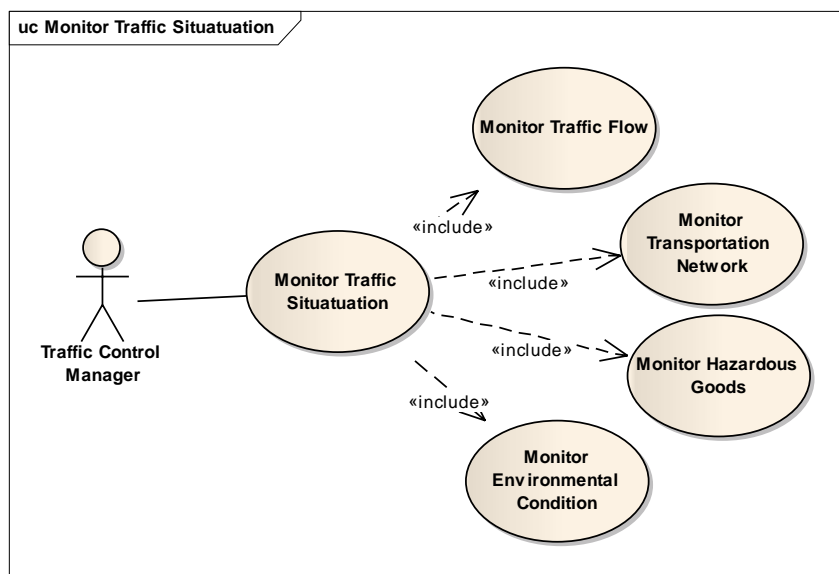 uc Monitor Traffic Situatuation
Monitor Traffic Flow
«include»
Monitor
Transportation
Network
«include»
Monitor Traffic
Situatuation
Traffic Control
Manager
«include»
Monitor Hazardous
Goods
«include»
Monitor
Environmental
Condition